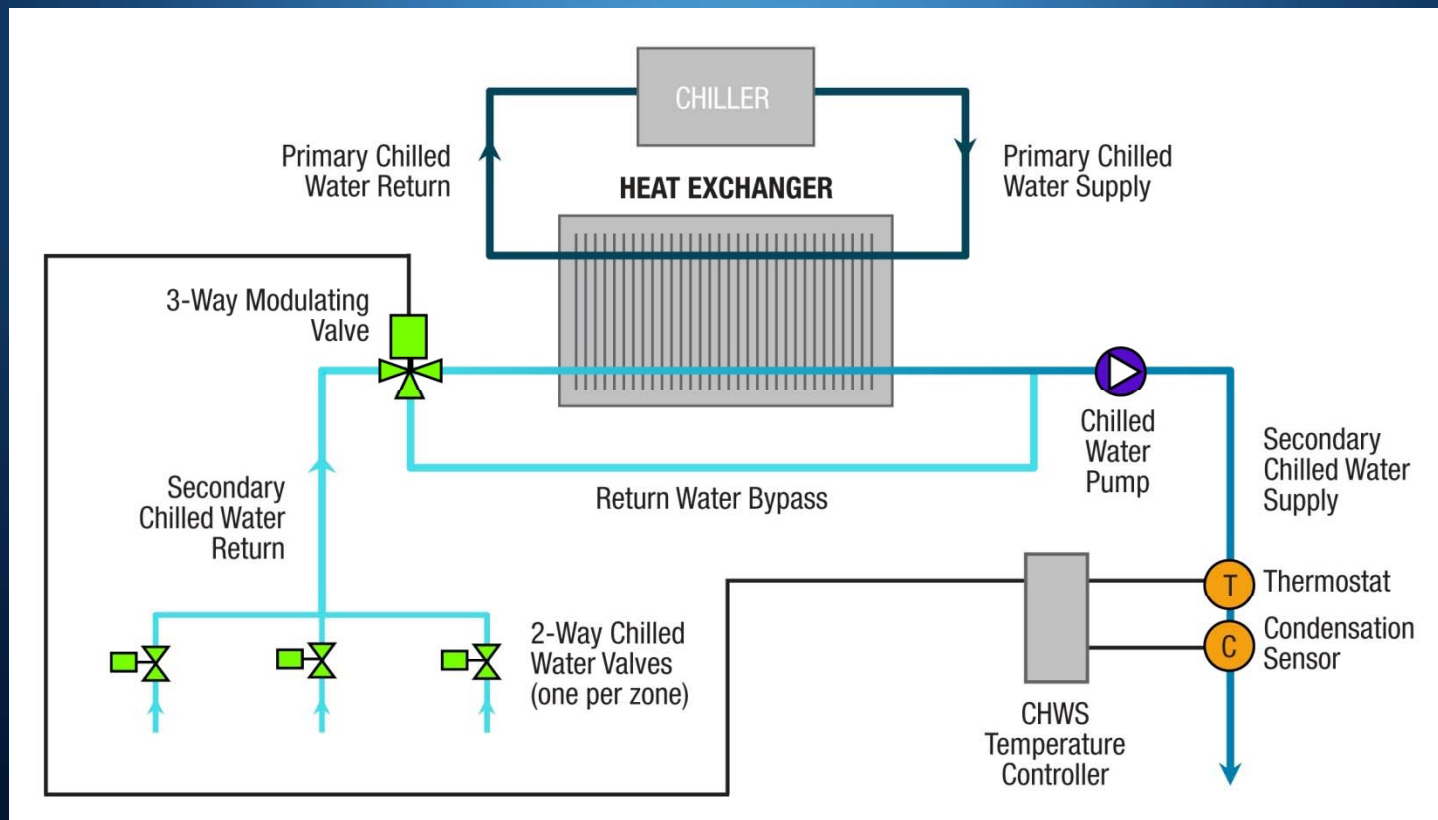 CHILLER
Primary Chilled
Water Return
Primary Chilled
Water Supply
HEAT EXCHANGER
3-Way Modulating
Valve
Chilled
Water
Pump
Secondary
Chilled Water
Supply
Secondary
Chilled Water
Return
Return Water Bypass
T
Thermostat
C
Condensation
Sensor
2-Way Chilled
Water Valves
(one per zone)
CHWS
Temperature
Controller